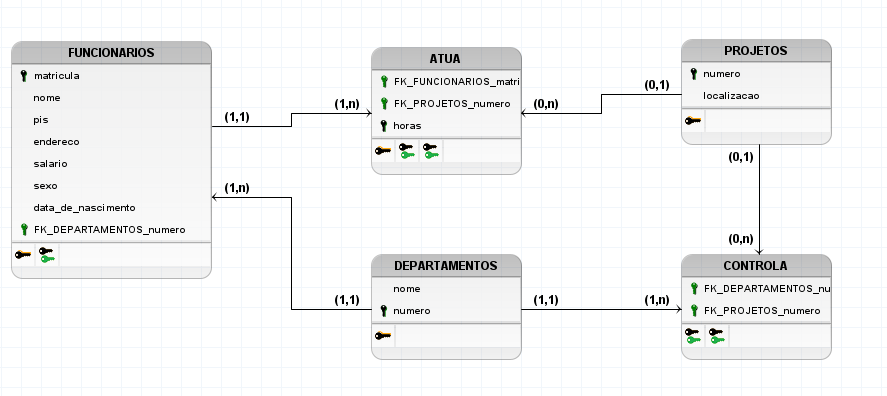 FUNCIONARIOS
matricula
nome
pis
endereco
salario
sexo
data_de_nascimento
FK_DEPARTAMENTOS_numero
(1,1)
(1,n)
ATUA
FK_FUNCIONARIOS_matri
FK_PROJETOS_numero
horas
(0,n)
(0,1)
PROJETOS
numero
localizacao
(0,1)
(0,n)
(1,n)
(1,1)
DEPARTAMENTOS
nome
numero
(1,1)
(1,n)
CONTROLA
FK_DEPARTAMENTOS_nu
FK_PROJETOS_numero